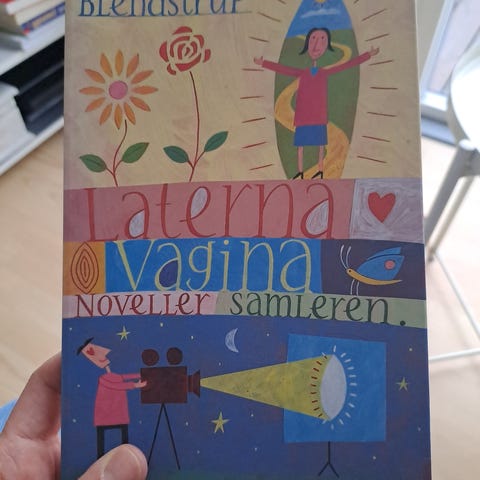 Blendstrup
Laterna
Vagina
Noveller samleren.